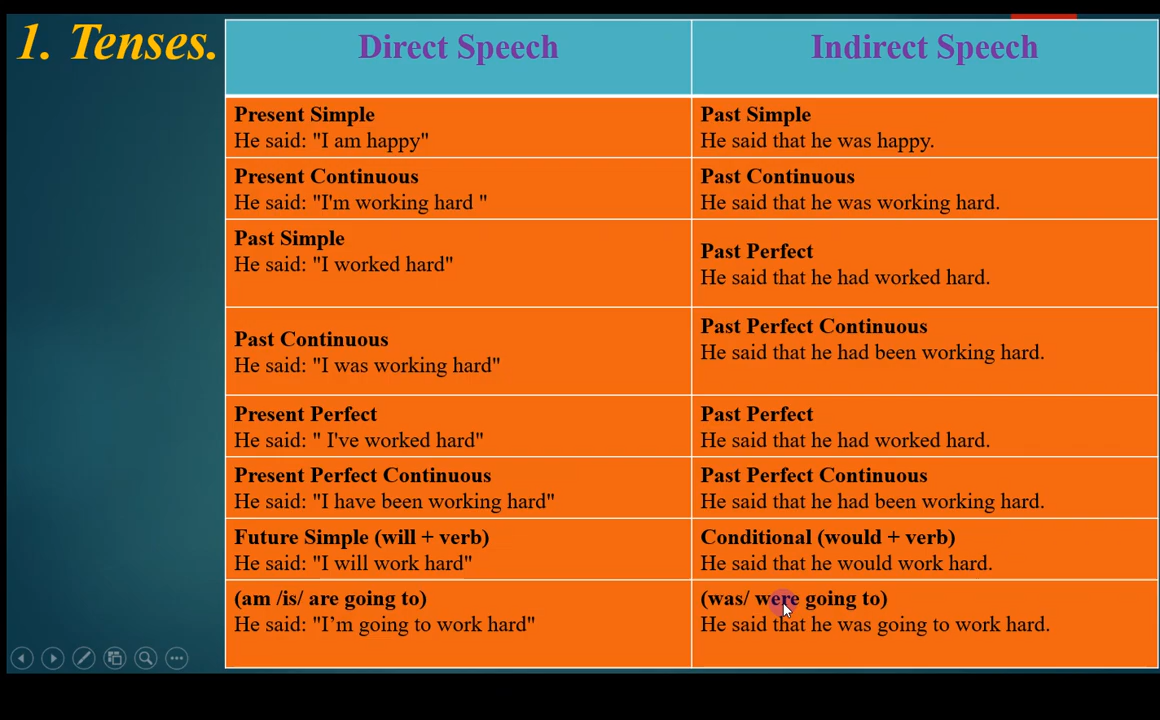 1. Tenses.
Direct Speech
Indirect Speech
Present Simple
He said: "I am happy"
Past Simple
He said that he was happy.
Present Continuous
He said: "I'm working hard "
Past Continuous
He said that he was working hard.
Past Simple
He said: "I worked hard"
Past Perfect
He said that he had worked hard.
Past Continuous
He said: "I was working hard"
Past Perfect Continuous
He said that he had been working hard.
Present Perfect
He said: " I've worked hard"
Past Perfect
He said that he had worked hard.
Present Perfect Continuous
He said: "I have been working hard"
Past Perfect Continuous
He said that he had been working hard.
Future Simple (will + verb)
He said: "I will work hard"
Conditional (would + verb)
He said that he would work hard.
(am /is/ are going to)
He said: "I’m going to work hard"
(was/ were going to)
He said that he was going to work hard.